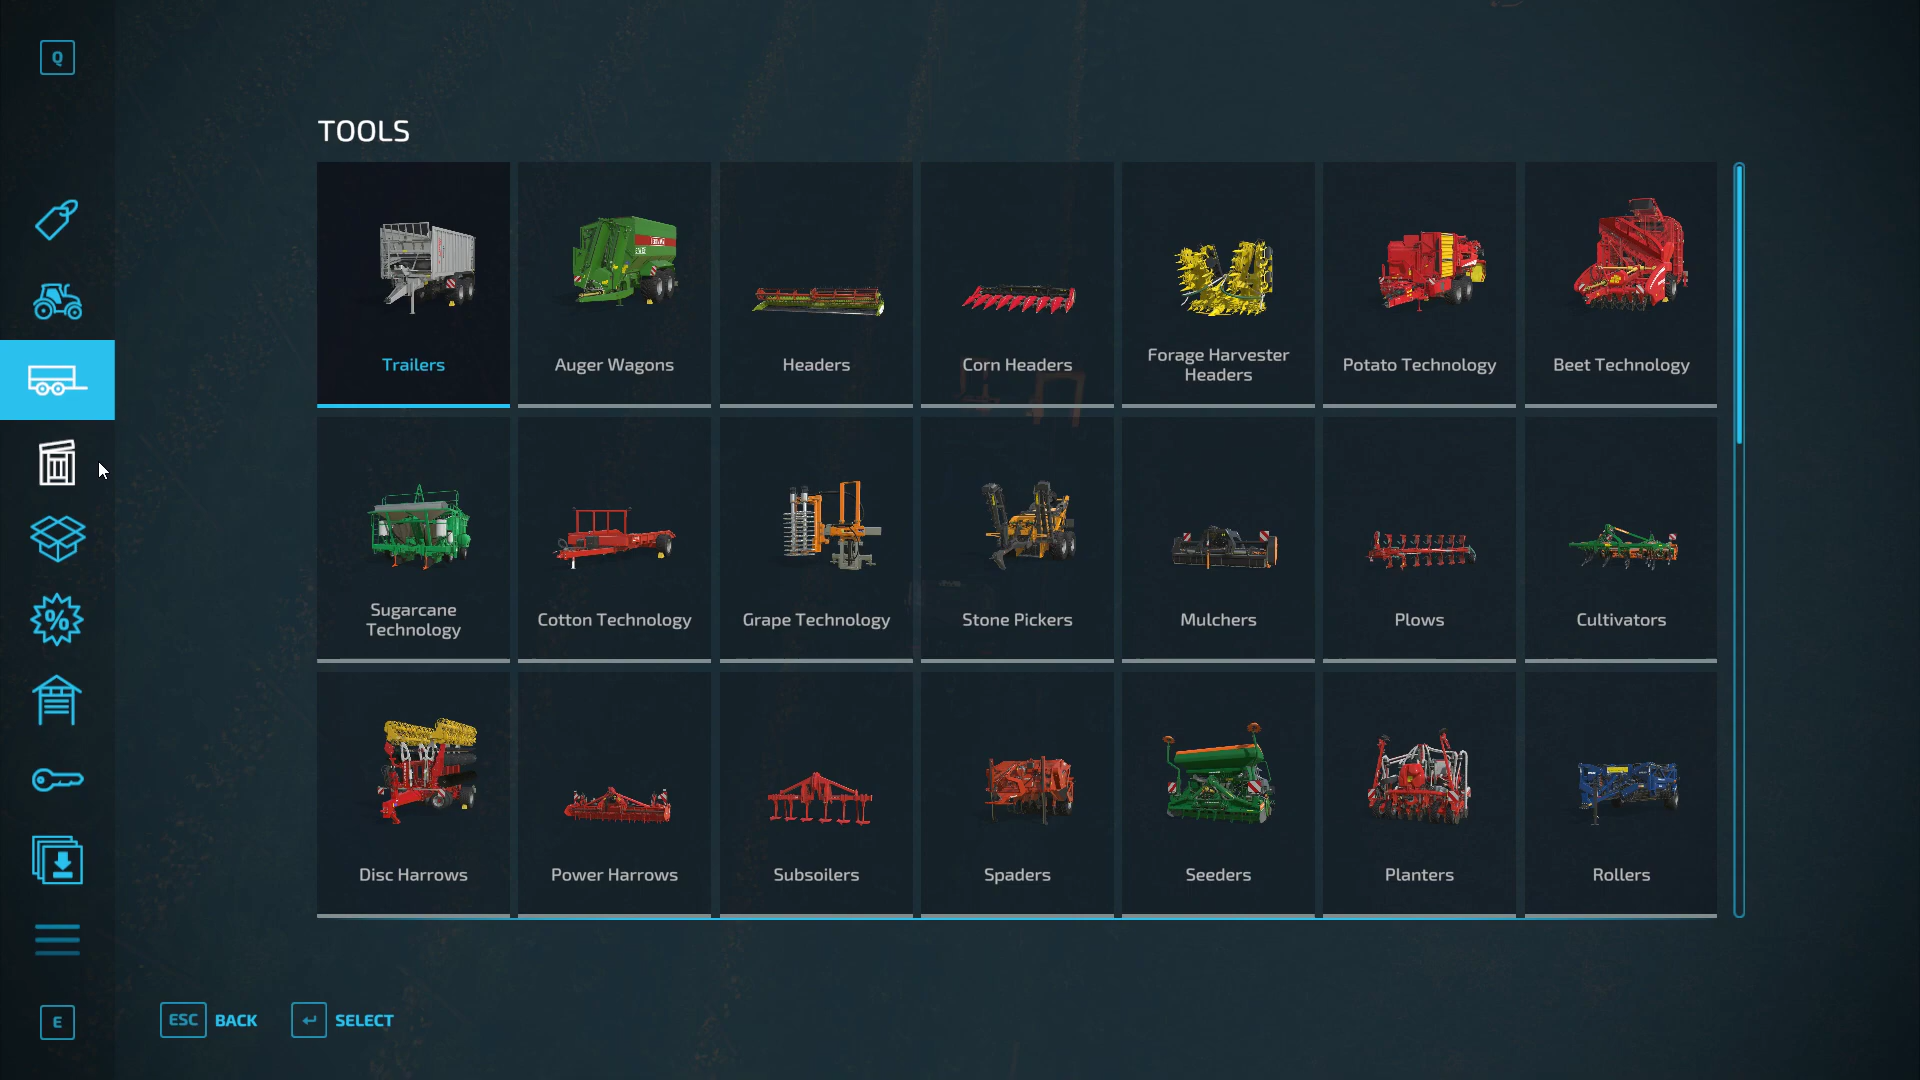 Q
TOOLS
Trailers
Auger Wagons
Headers
Corn Headers
Forage Harvester
Headers
Potato Technology
Beet Technology
Sugarcane
Technology
Cotton Technology
Grape Technology
Stone Pickers
Mulchers
Plows
Cultivators
Disc Harrows
Power Harrows
Subsoilers
Spaders
Seeders
Planters
Rollers
E
ESC BACK
SELECT